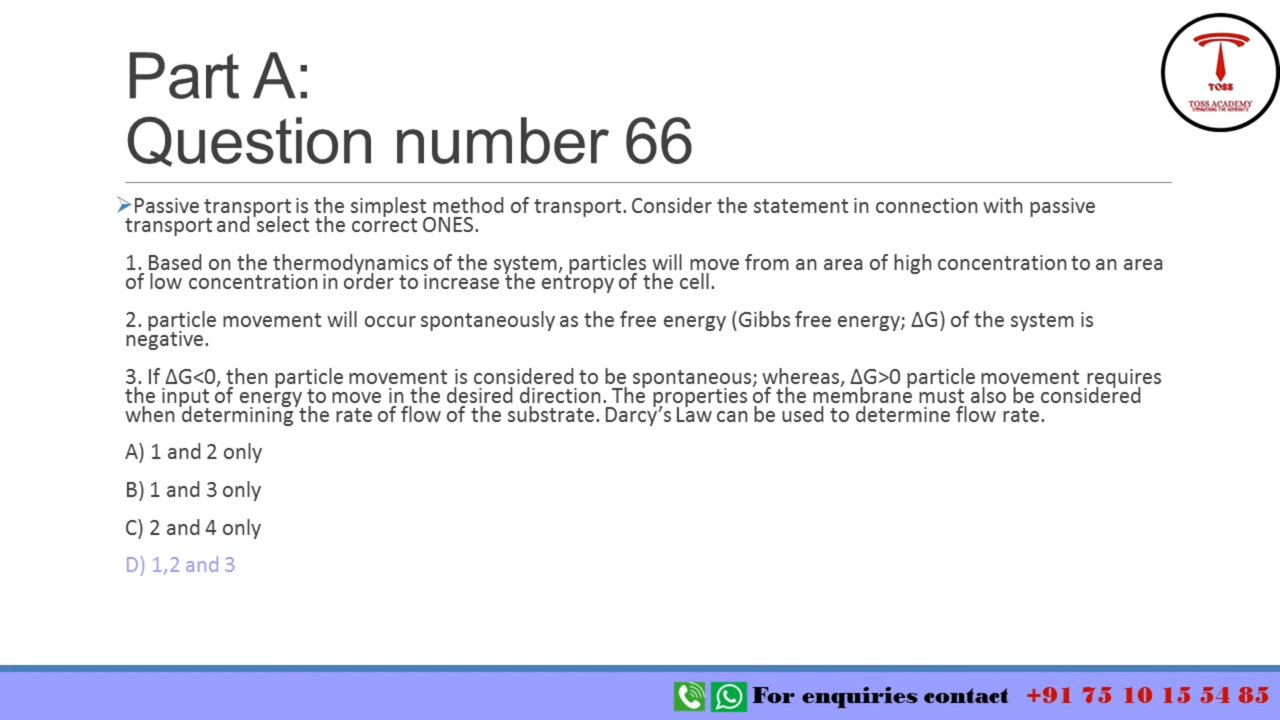 Part A:
Question number 66
TOSS
TOSS ACADEMY
➢Passive transport is the simplest method of transport. Consider the statement in connection with passive
transport and select the correct ONES.
1. Based on the thermodynamics of the system, particles will move from an area of high concentration to an area
of low concentration in order to increase the entropy of the cell.
2. particle movement will occur spontaneously as the free energy (Gibbs free energy; ΔG) of the system is
negative.
3. If ΔG<0, then particle movement is considered to be spontaneous; whereas, ΔG>0 particle movement requires
the input of energy to move in the desired direction. The properties of the membrane must also be considered
when determining the rate of flow of the substrate. Darcy's Law can be used to determine flow rate.
A) 1 and 2 only
B) 1 and 3 only
C) 2 and 4 only
D) 1,2 and 3
For enquiries contact +91 75 10 15 54 85